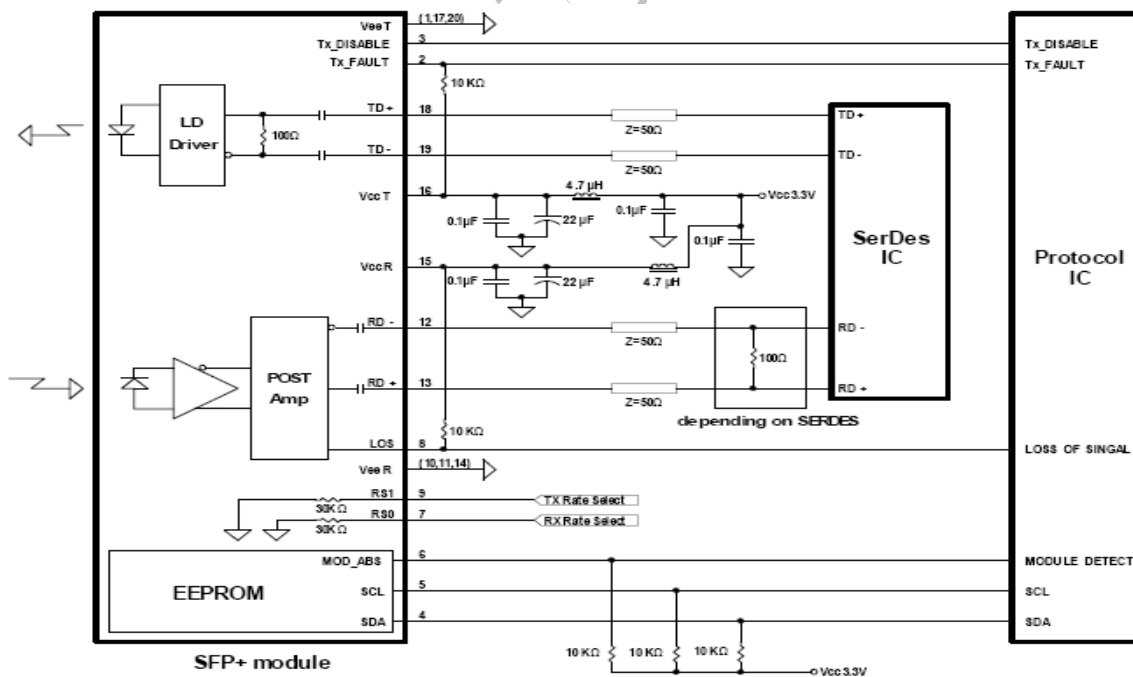 VeeT (1,17,20)
Tx_DISABLE 3 Tx_DISABLE
Tx_FAULT 2 Tx_FAULT
10 KΩ
LD Driver
100Ω
TD+ 18 Z=50Ω TD+
TD- 19 Z=50Ω TD-
VccT 16 4.7 µH Vcc3.3V
0.1µF 22 µF 0.1µF 0.1µF
SerDes IC
Protocol IC
VccR 15 4.7 µH
0.1µF 22 µF
RD - 12 Z=50Ω RD -
100Ω
POST Amp
RD + 13 Z=50Ω RD+
depending on SERDES
10 KΩ
LOS 8 LOSS OF SINGAL
VeeR (10,11,14)
RS1 9 TX Rate Select
30KΩ
RS0 7 RX Rate Select
30KΩ
MOD_ABS 6 MODULE DETECT
EEPROM
SCL 5 SCL
SDA 4 SDA
10 KΩ 10 KΩ 10 KΩ
Vcc3.3V
SFP+ module